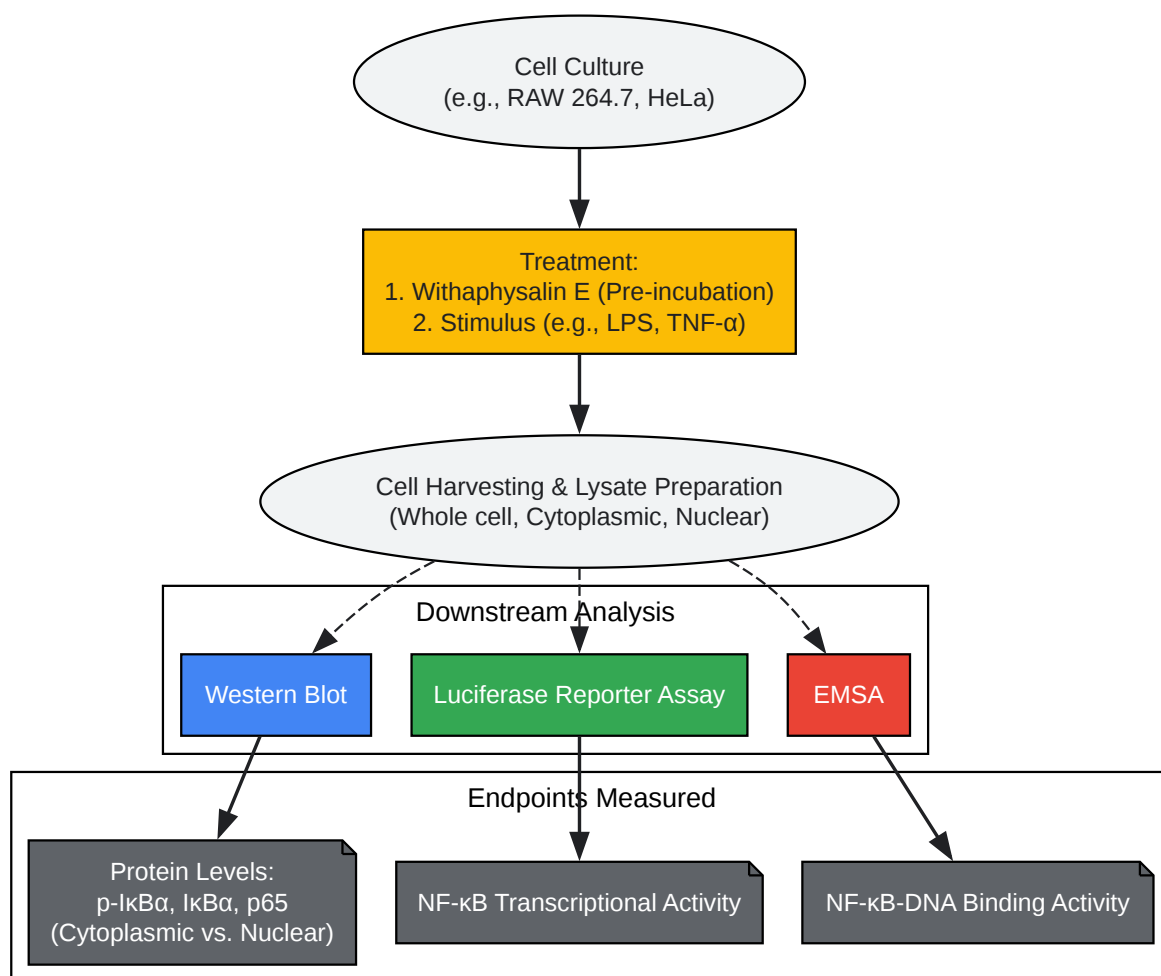 Cell Culture
(e.g., RAW 264.7, HeLa)
Treatment:
1. Withaphysalin E (Pre-incubation)
2. Stimulus (e.g., LPS, TNF-α)
Cell Harvesting & Lysate Preparation
(Whole cell, Cytoplasmic, Nuclear)
Downstream Analysis
Western Blot
Luciferase Reporter Assay
EMSA
Endpoints Measured
Protein Levels:
p-IκBα, IκBα, p65
(Cytoplasmic vs. Nuclear)
NF-κB Transcriptional Activity
NF-κB-DNA Binding Activity